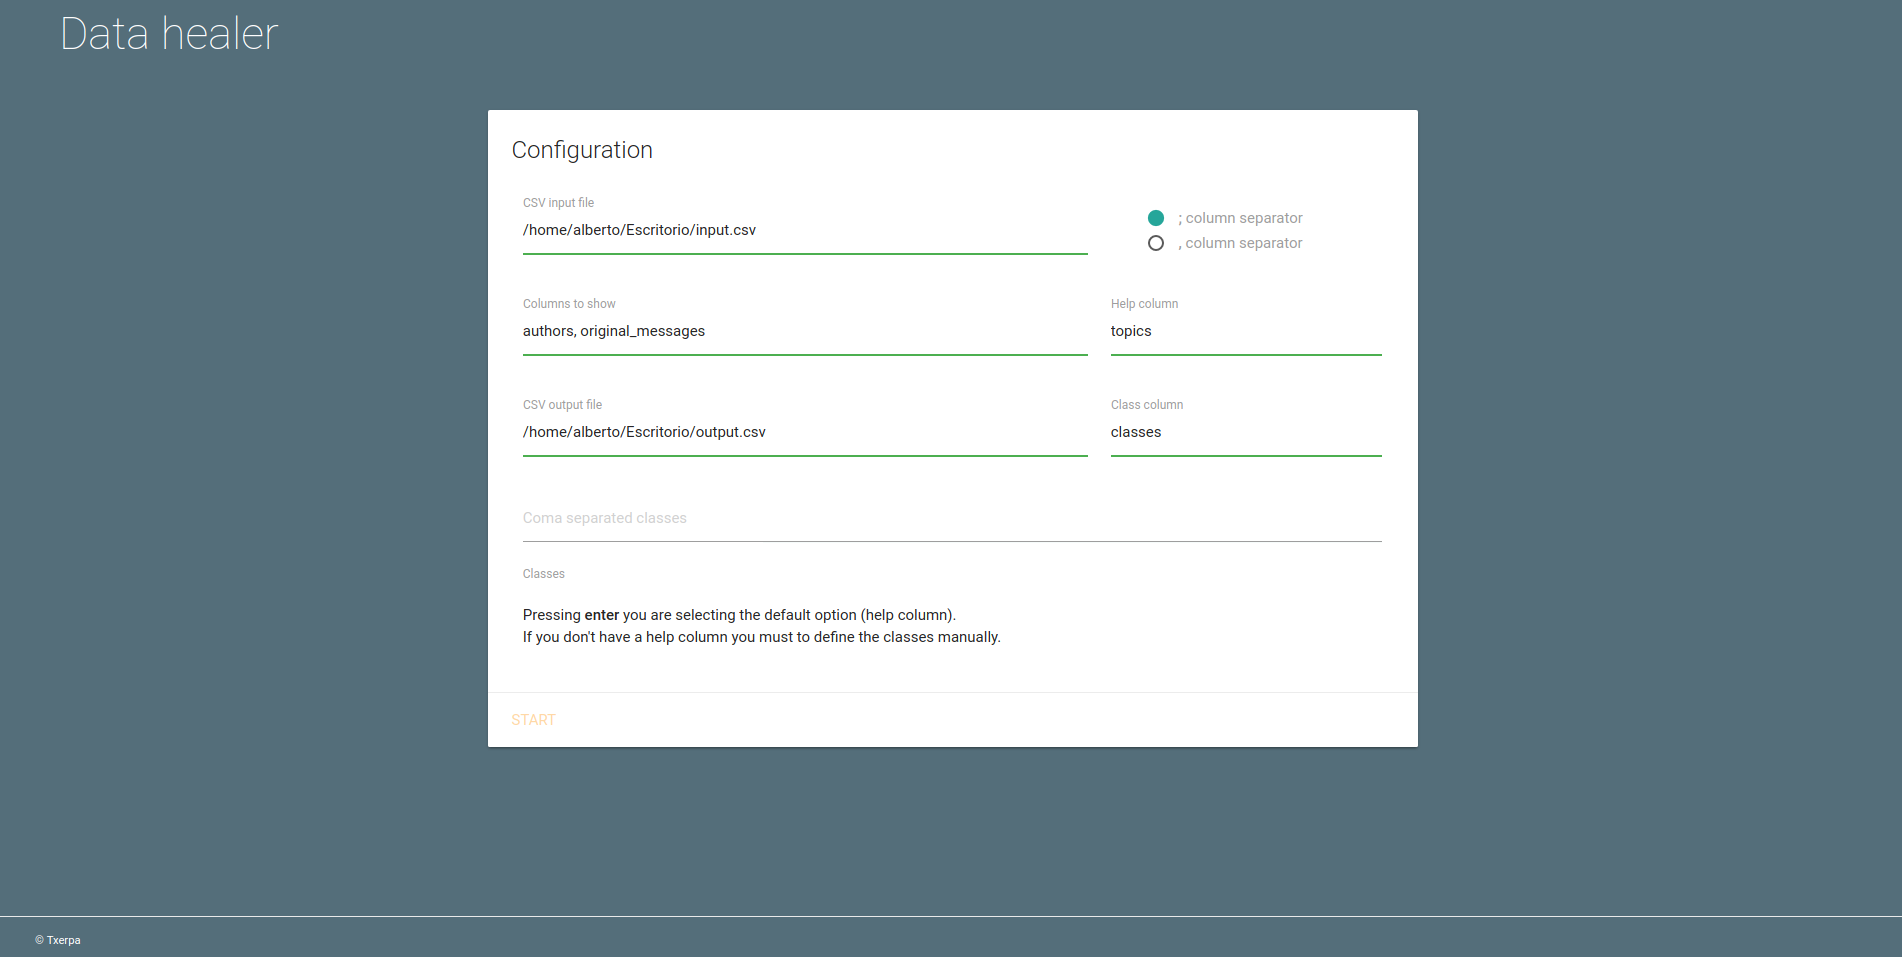 Data healer
Configuration
CSV input file
/home/alberto/Escritorio/input.csv
; column separator
, column separator
Columns to show
authors, original_messages
Help column
topics
CSV output file
/home/alberto/Escritorio/output.csv
Class column
classes
Coma separated classes
Classes
Pressing enter you are selecting the default option (help column).
If you don't have a help column you must to define the classes manually.
START
© Txerpa